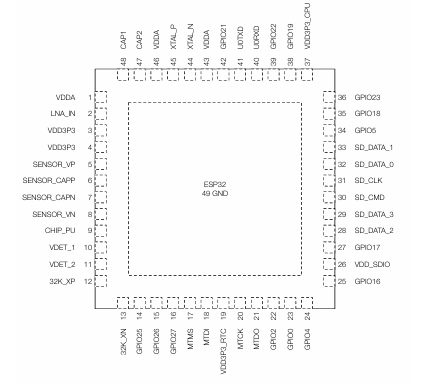 CAP1 48
CAP2 47
VDDA 46
XTAL_P 45
XTAL_N 44
VDDA 43
GPIO21 42
U0TXD 41
U0RXD 40
GPIO22 39
GPIO19 38
VDD3P3_CPU 37
VDDA 1
LNA_IN 2
VDD3P3 3
VDD3P3 4
SENSOR_VP 5
SENSOR_CAPP 6
SENSOR_CAPN 7
SENSOR_VN 8
CHIP_PU 9
VDET_1 10
VDET_2 11
32K_XP 12
ESP32
49 GND
36 GPIO23
35 GPIO18
34 GPIO5
33 SD_DATA_1
32 SD_DATA_0
31 SD_CLK
30 SD_CMD
29 SD_DATA_3
28 SD_DATA_2
27 GPIO17
26 VDD_SDIO
25 GPIO16
32K_XN 13
GPIO25 14
GPIO26 15
GPIO27 16
MTMS 17
MTDI 18
VDD3P3_RTC 19
MTCK 20
MTDO 21
GPIO2 22
GPIO0 23
GPIO4 24